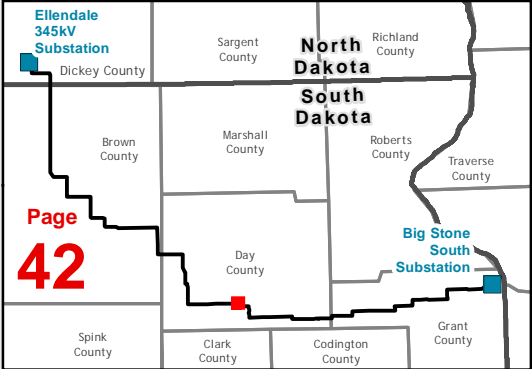 Ellendale
345kV
Substation
Dickey County
Sargent
County
North
Dakota
Richland
County
South
Dakota
Brown
County
Marshall
County
Roberts
County
Traverse
County
Page
42
Day
County
Big Stone
South
Substation
Spink
County
Clark
County
Codington
County
Grant
County